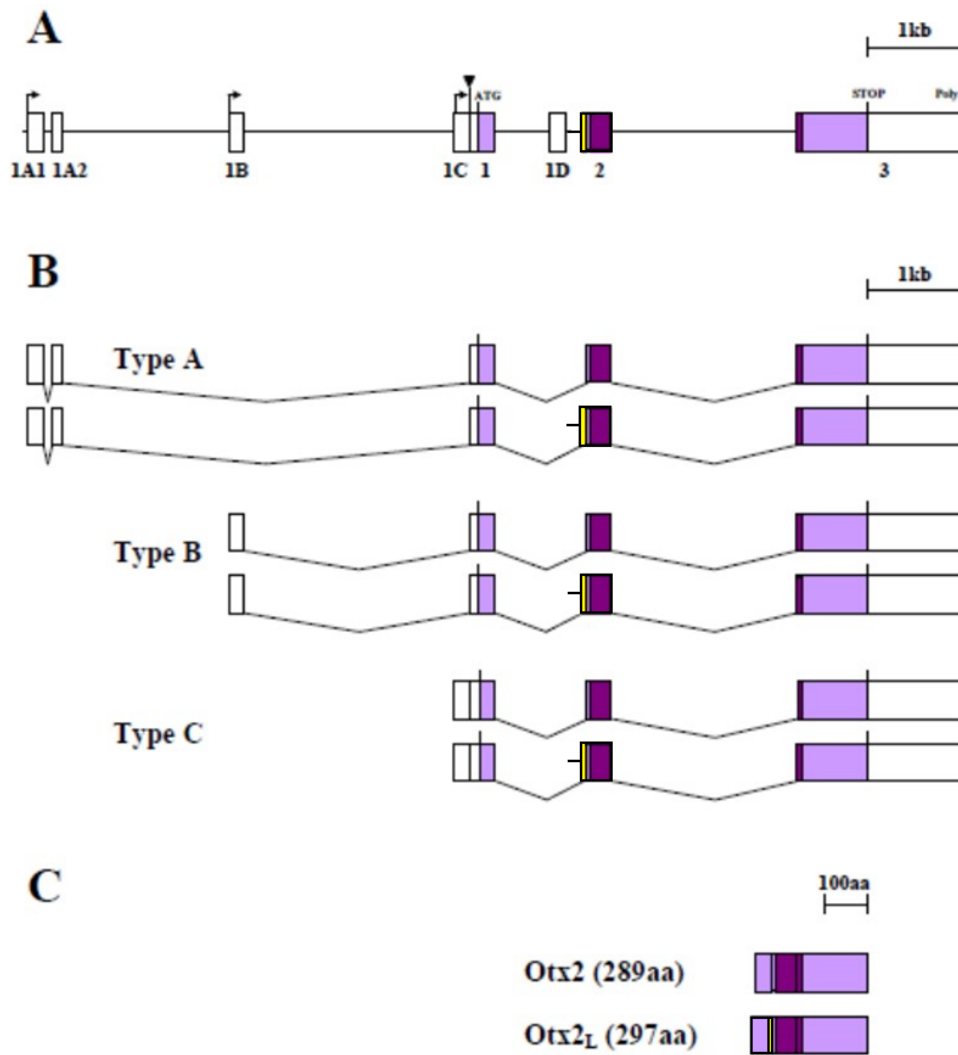 A
1kb
ATG
STOP
Poly
1A1 1A2 1B 1C 1 1D 2 3
B
1kb
Type A
Type B
Type C
C
100aa
Otx2 (289aa)
Otx2L (297aa)